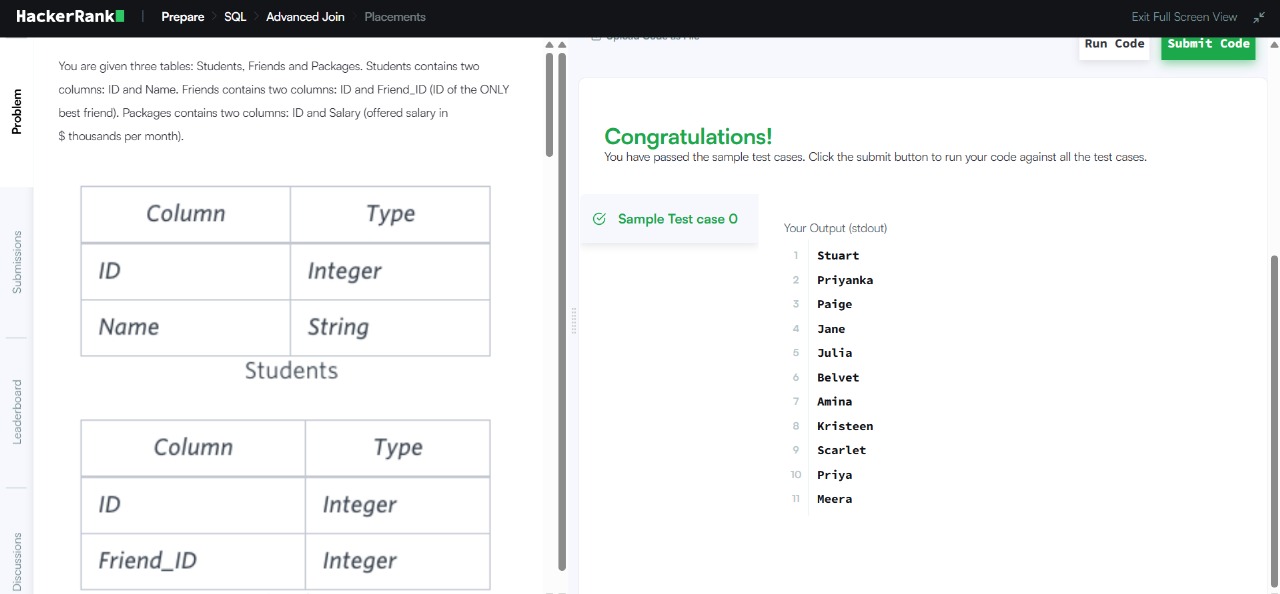 HackerRank | Prepare > SQL > Advanced Join > Placements
Exit Full Screen View
Problem
Submissions
Leaderboard
Discussions
You are given three tables: Students, Friends and Packages. Students contains two
columns: ID and Name. Friends contains two columns: ID and Friend_ID (ID of the ONLY
best friend). Packages contains two columns: ID and Salary (offered salary in
$ thousands per month).
Column Type
ID Integer
Name String
Students
Column Type
ID Integer
Friend_ID Integer
Upload Code as File
Run Code
Submit Code
Congratulations!
You have passed the sample test cases. Click the submit button to run your code against all the test cases.
Sample Test case 0
Your Output (stdout)
1 Stuart
2 Priyanka
3 Paige
4 Jane
5 Julia
6 Belvet
7 Amina
8 Kristeen
9 Scarlet
10 Priya
11 Meera